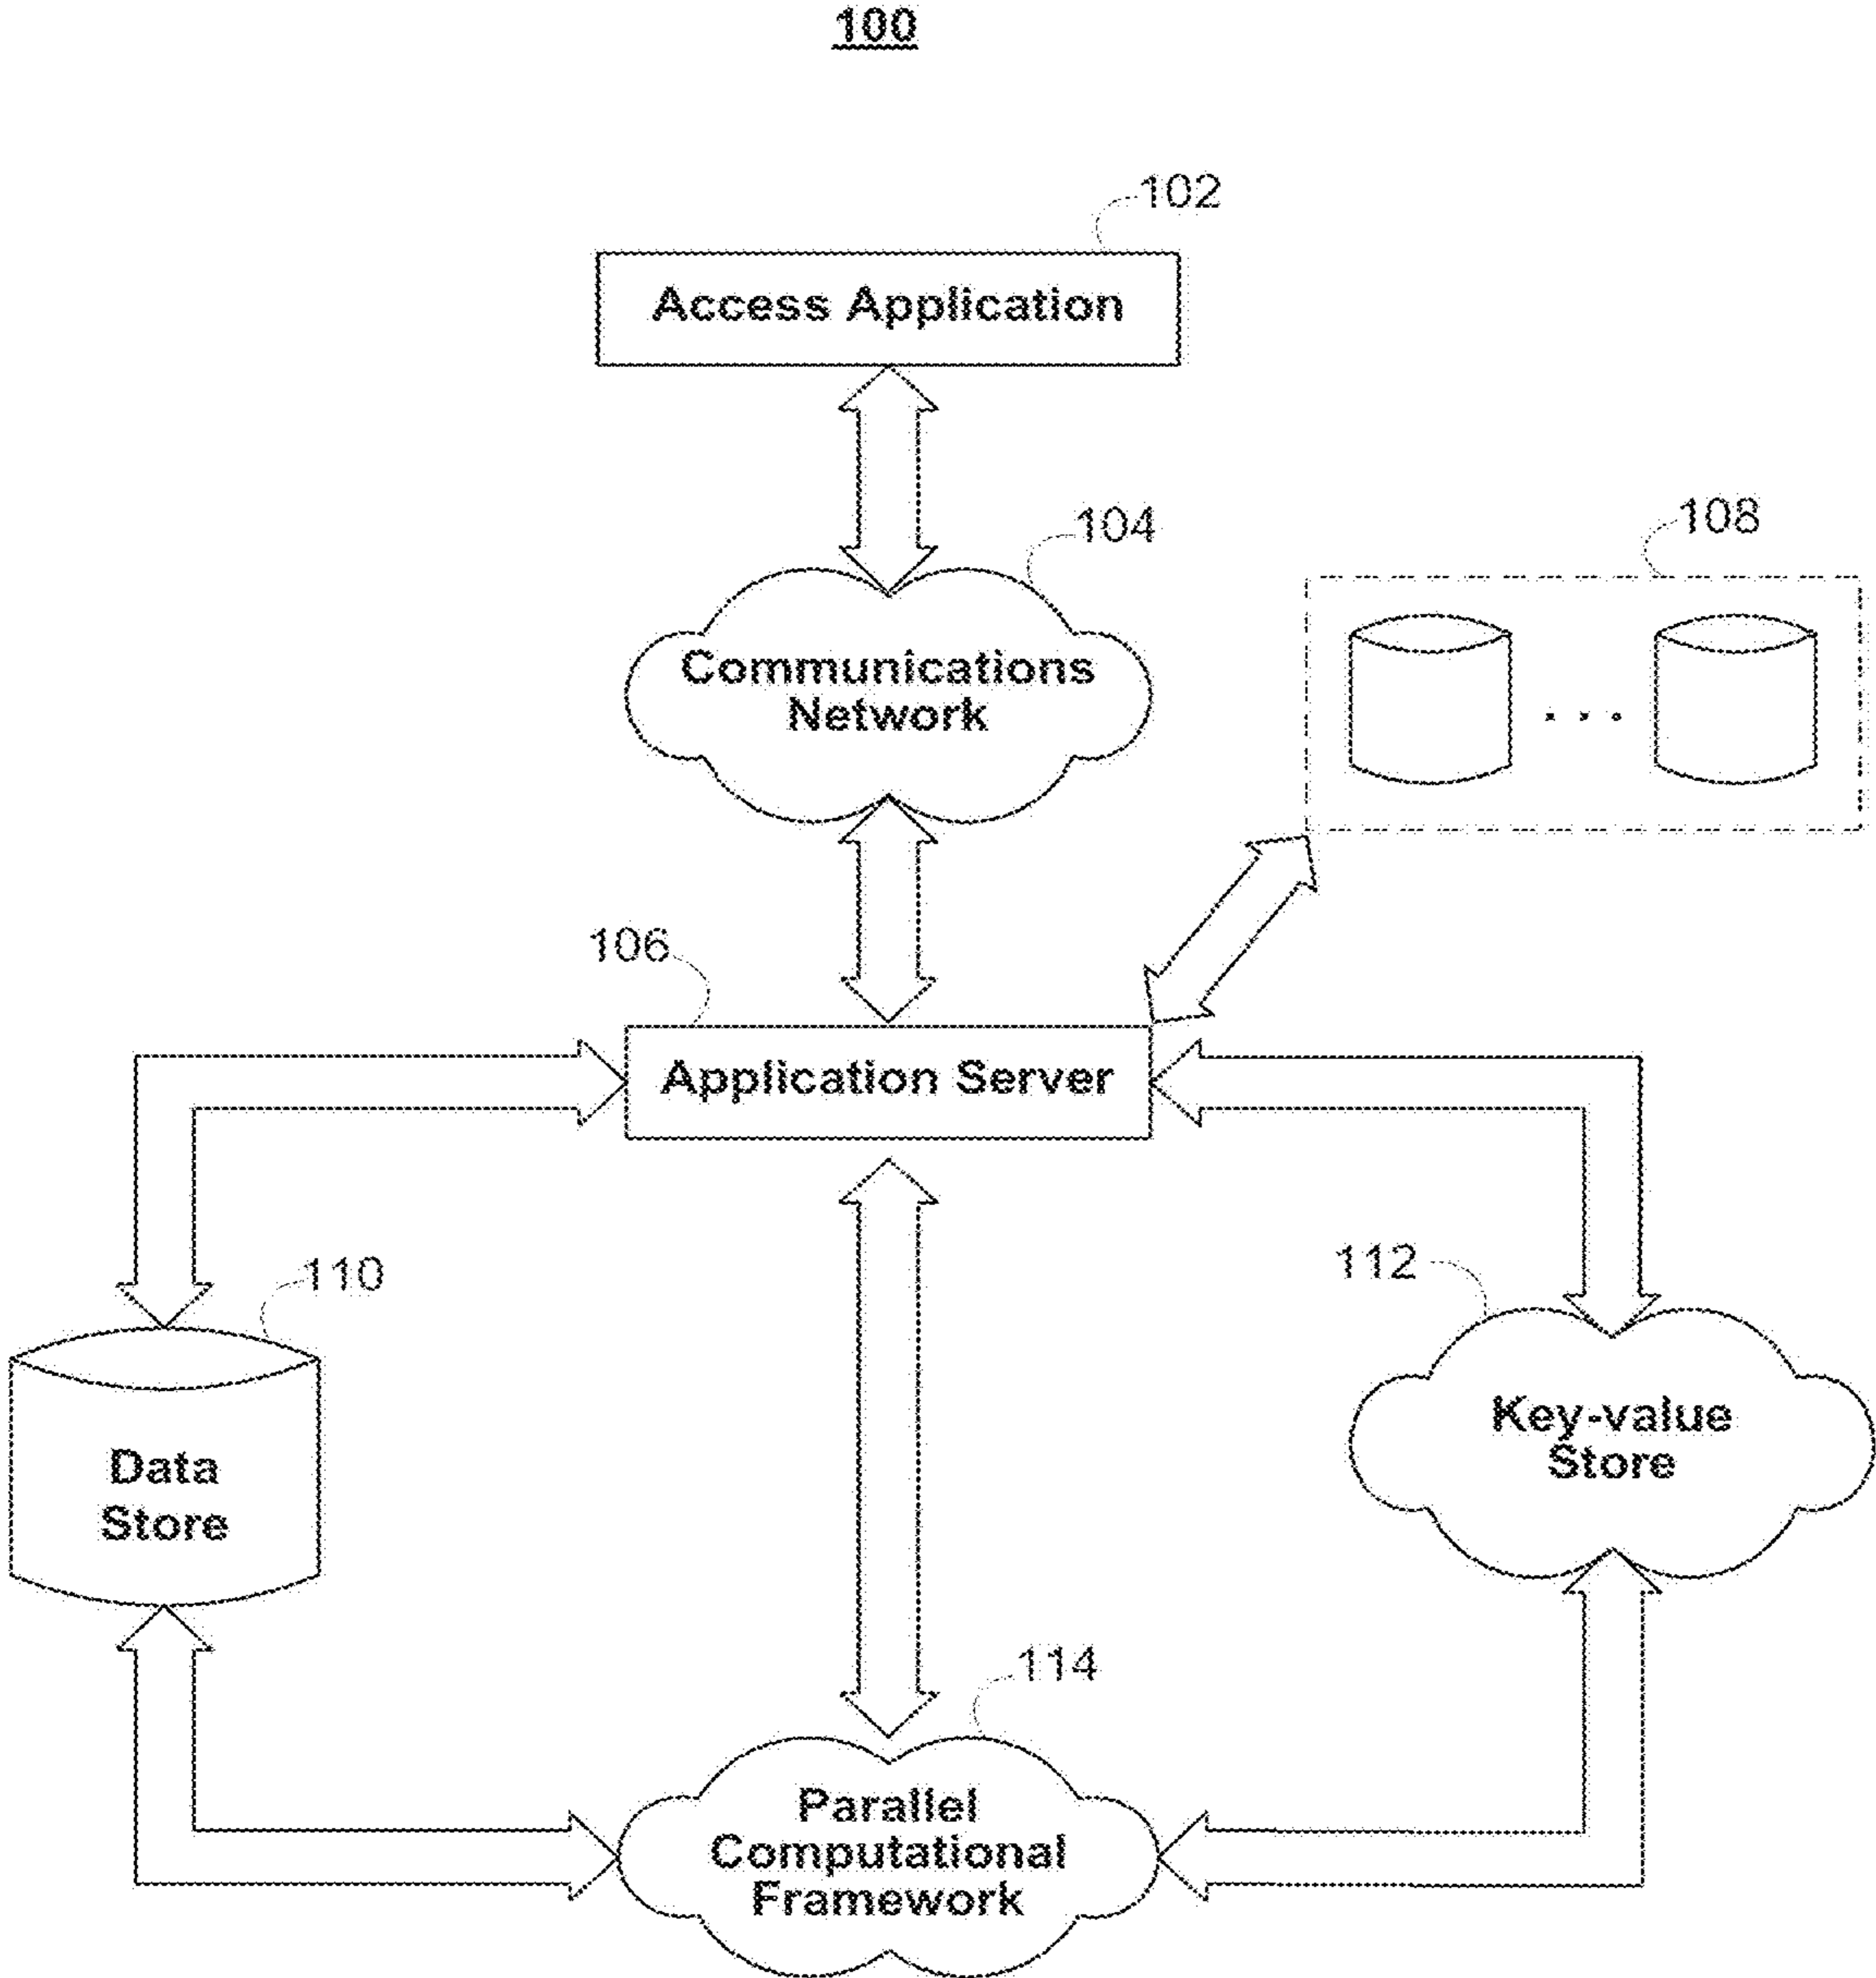 100
102
Access Application
104
108
Communications
Network
. . .
106
Application Server
110
112
Data
Store
Key-value
Store
114
Parallel
Computational
Framework